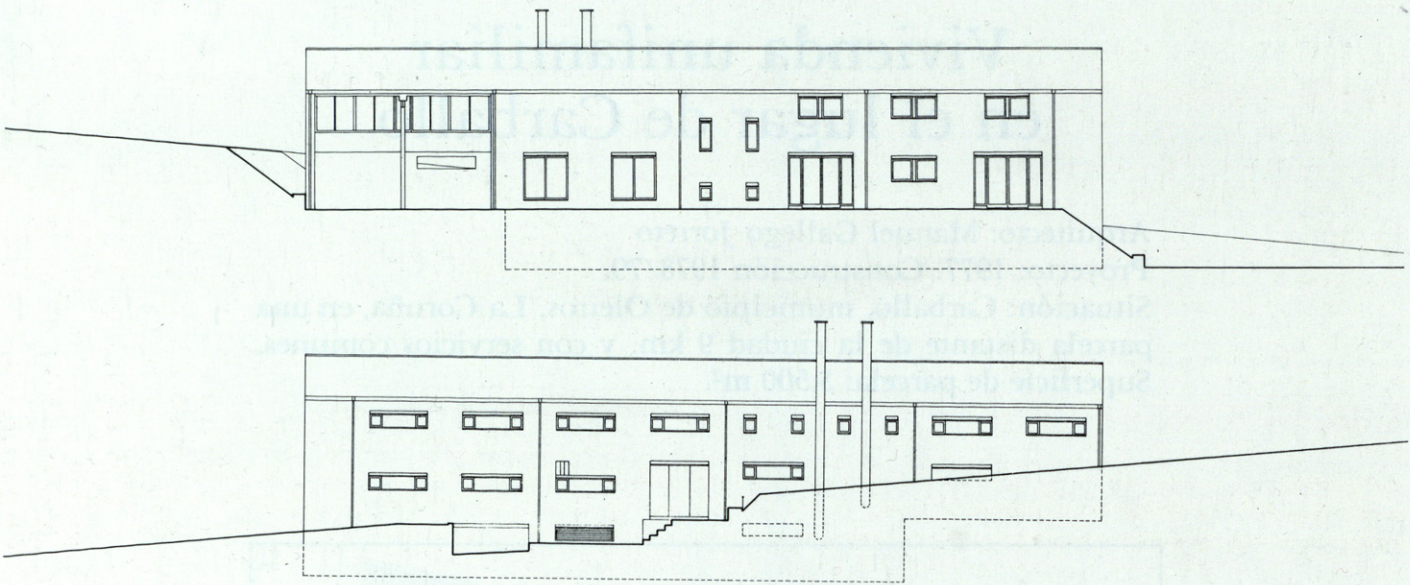 Vivienda unifamiliar
en el lugar de Carballo.
Arquitecto: Manuel Gallego Jorreto
Proyecto: 1977. Construcción 1978/79.
Situación: Carballo, municipio de Oleiros. La Coruña, en una
parcela distante de la ciudad 9 km. y con servicios comunes.
Superficie de parcela: 3.500 m².